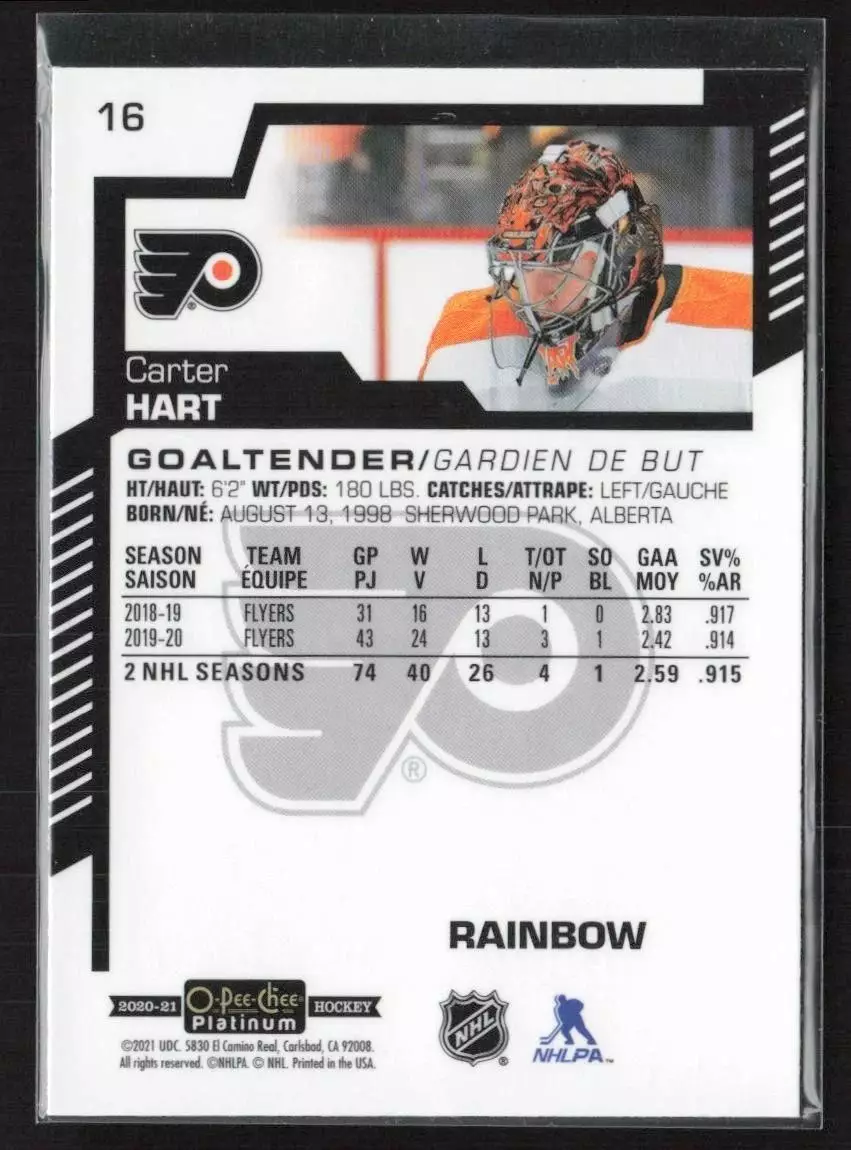 16
®
Carter
HART
GOALTENDER/GARDIEN DE BUT
HT/HAUT: 6'2" WT/PDS: 180 LBS. CATCHES/ATTRAPE: LEFT/GAUCHE
BORN/NÉ: AUGUST 13, 1998 SHERWOOD PARK, ALBERTA
SEASON TEAM GP W L T/OT SO GAA SV%
SAISON ÉQUIPE PJ V D N/P BL MOY %AR
2018-19 FLYERS 31 16 13 1 0 2.83 .917
2019-20 FLYERS 43 24 13 3 1 2.42 .914
2 NHL SEASONS 74 40 26 4 1 2.59 .915
®
RAINBOW
2020-21 O-Pee-Chee® Platinum HOCKEY
NHL ®
NHLPA™
©2021 UDC. 5830 El Camino Real, Carlsbad, CA 92008.
All rights reserved. ©NHLPA. © NHL. Printed in the USA.